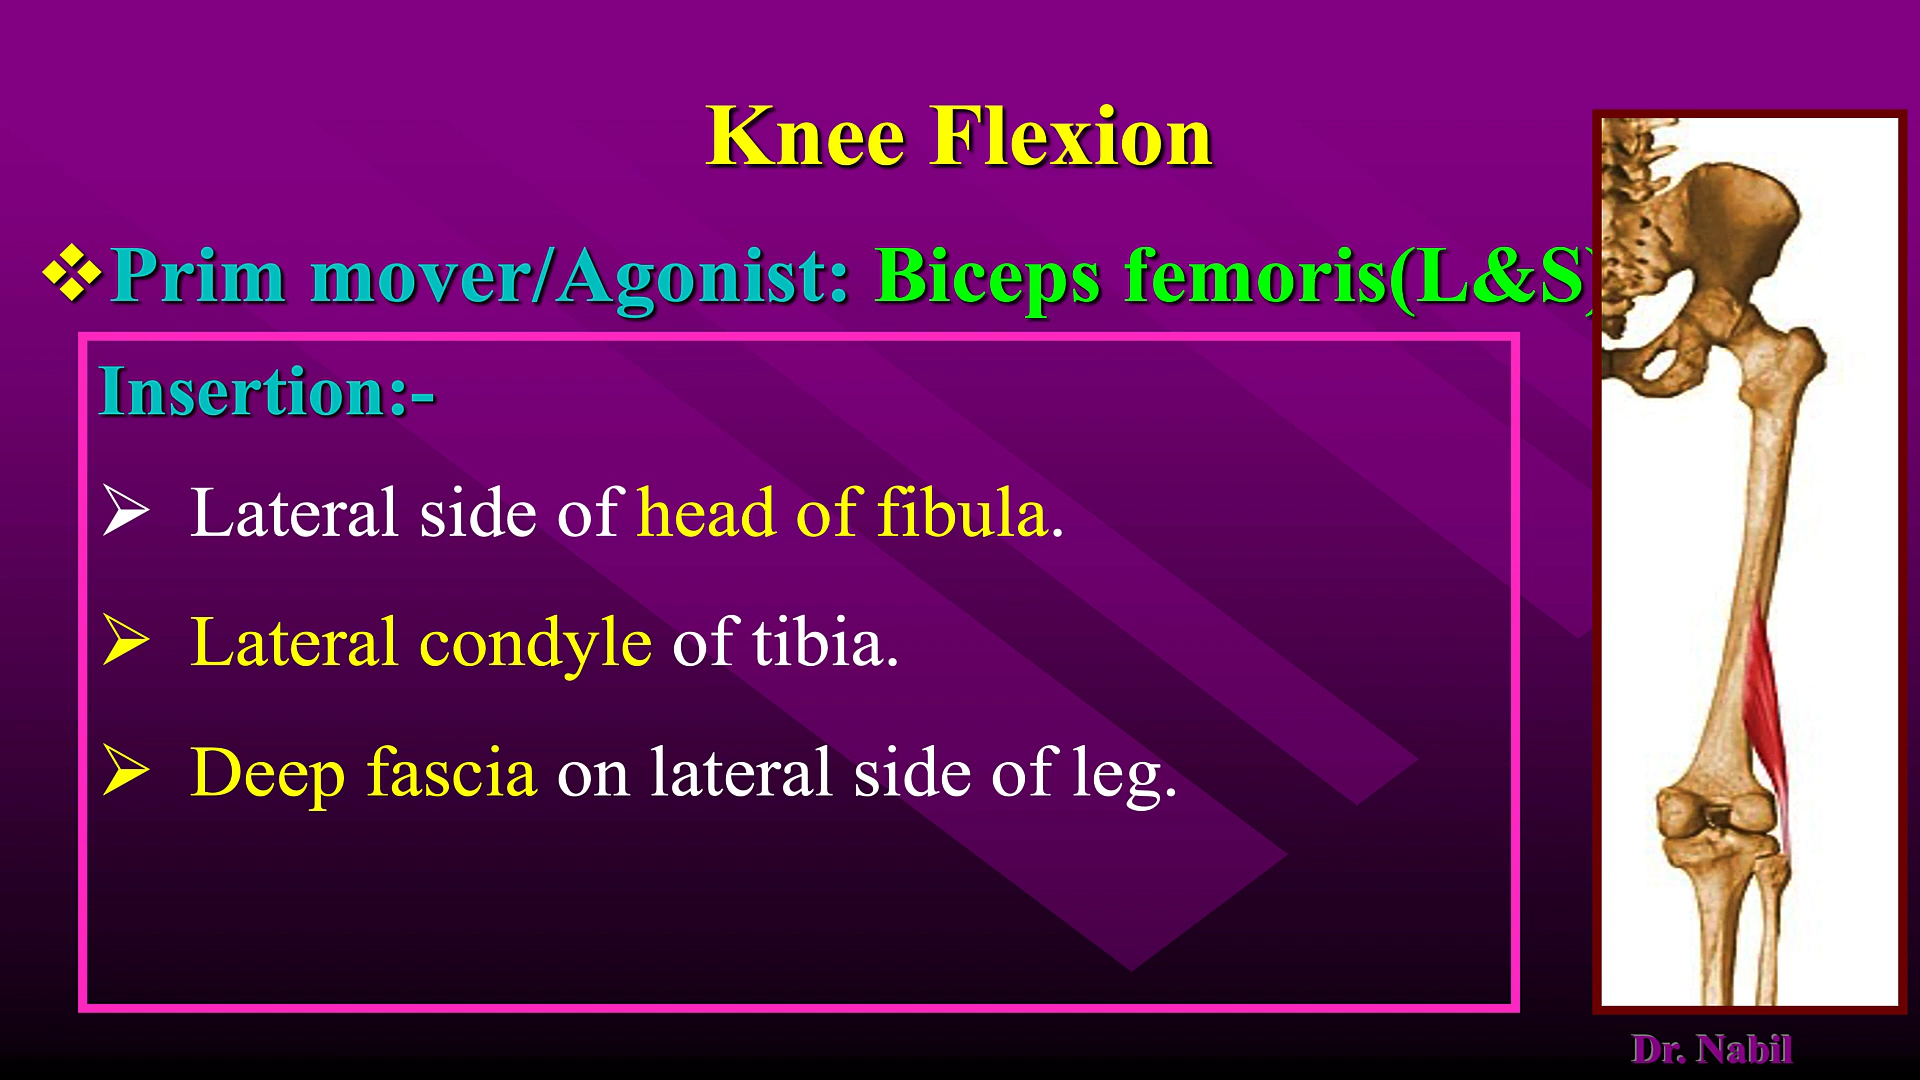 Knee Flexion
❖Prim mover/Agonist: Biceps femoris(L&S)
Insertion:-
➢ Lateral side of head of fibula.
➢ Lateral condyle of tibia.
➢ Deep fascia on lateral side of leg.
Dr. Nabil